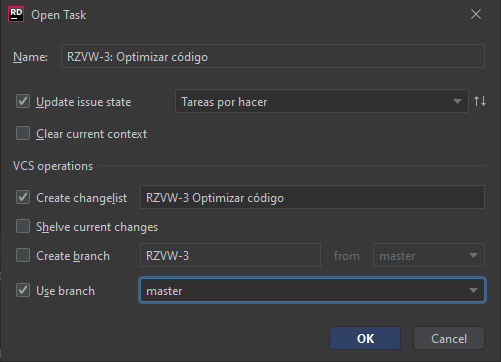 RD Open Task
Name: RZVW-3: Optimizar código
Update issue state Tareas por hacer
Clear current context
VCS operations
Create changelist RZVW-3 Optimizar código
Shelve current changes
Create branch RZVW-3 from master
Use branch master
OK Cancel